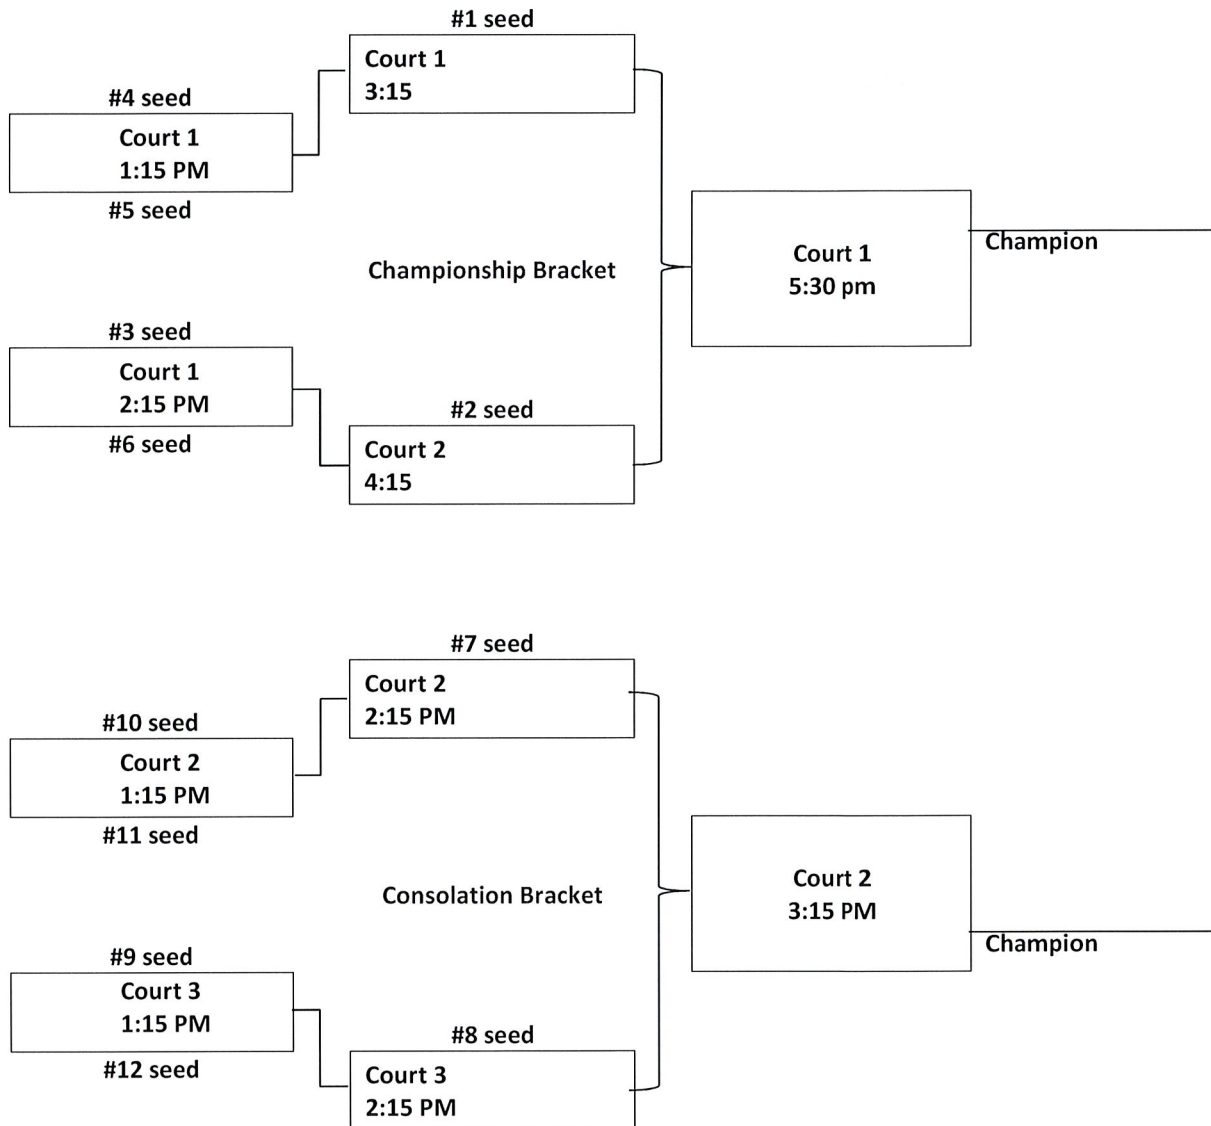 #1 seed
Court 1
3:15
#4 seed
Court 1
1:15 PM
#5 seed
Championship Bracket
Court 1
5:30 pm
Champion
#3 seed
Court 1
2:15 PM
#6 seed
#2 seed
Court 2
4:15
#7 seed
Court 2
2:15 PM
#10 seed
Court 2
1:15 PM
#11 seed
Consolation Bracket
Court 2
3:15 PM
Champion
#9 seed
Court 3
1:15 PM
#12 seed
#8 seed
Court 3
2:15 PM